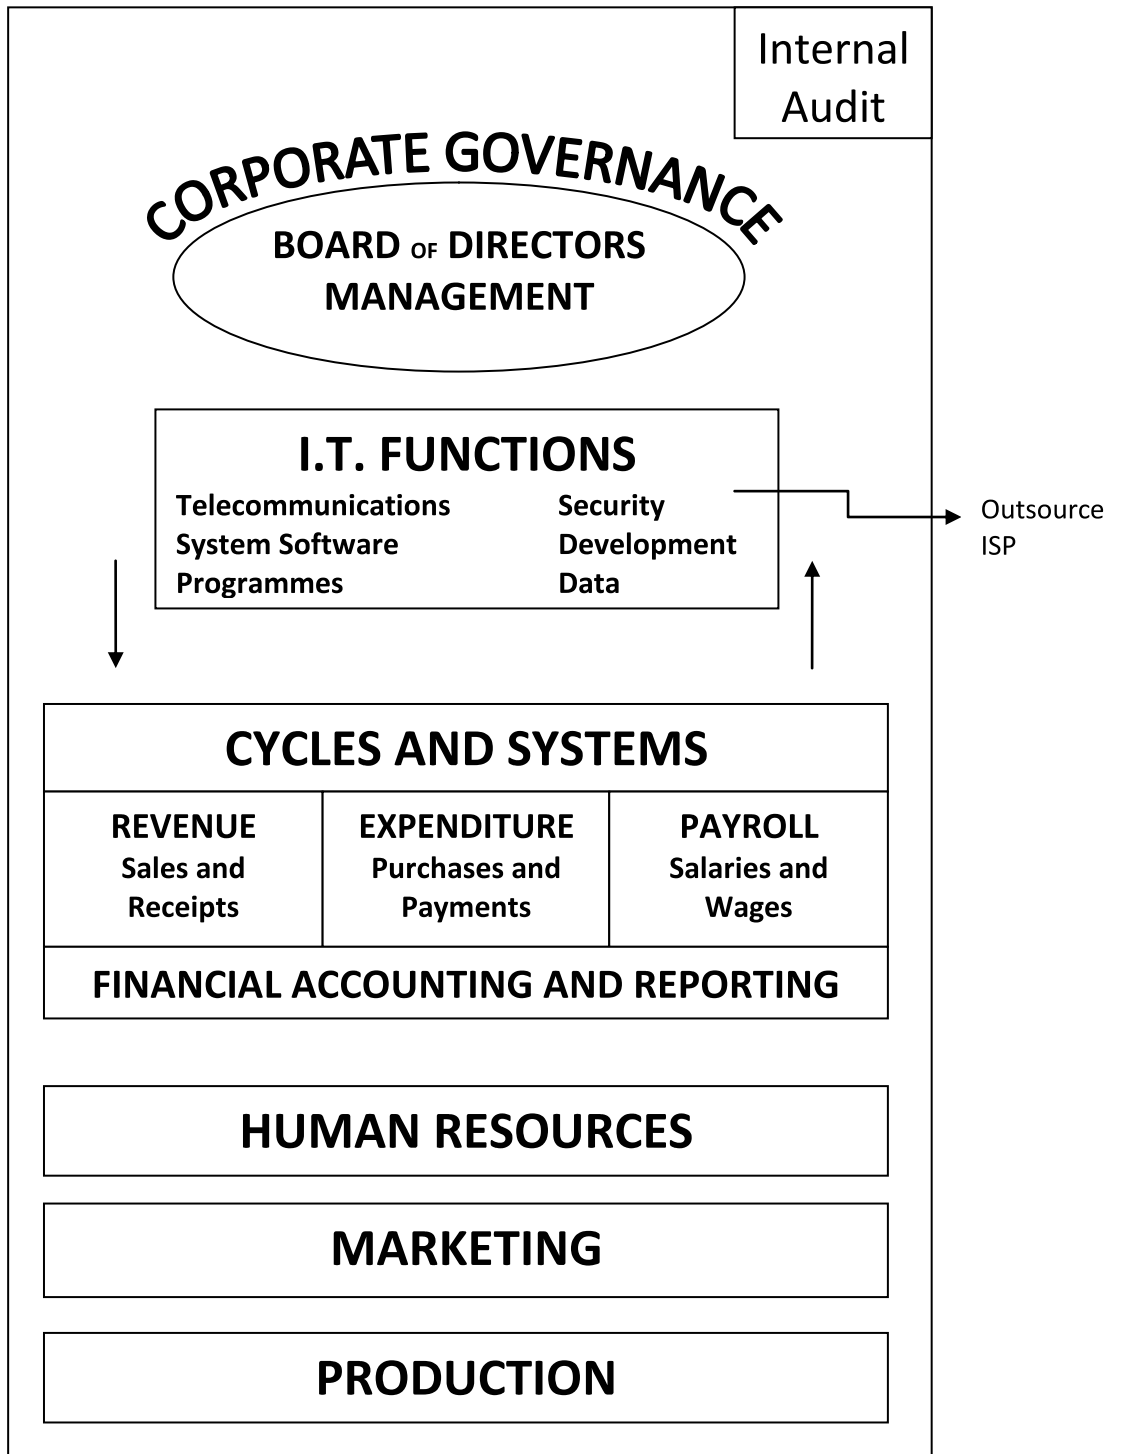 Internal
Audit
CORPORATE GOVERNANCE
BOARD OF DIRECTORS
MANAGEMENT
I.T. FUNCTIONS
Telecommunications Security
System Software Development
Programmes Data
Outsource
ISP
CYCLES AND SYSTEMS
REVENUE
Sales and
Receipts
EXPENDITURE
Purchases and
Payments
PAYROLL
Salaries and
Wages
FINANCIAL ACCOUNTING AND REPORTING
HUMAN RESOURCES
MARKETING
PRODUCTION